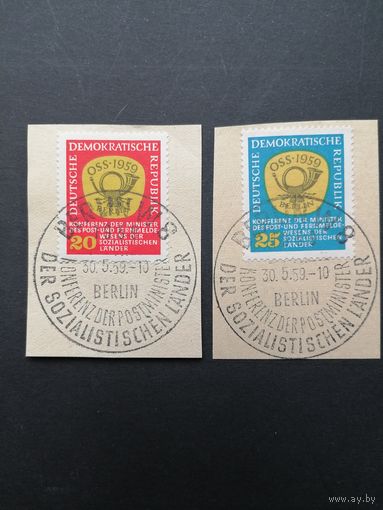 DEUTSCHE
DEMOKRATISCHE
REPUBLIK
OSS · 1959
BERLIN
KONFERENZ DER MINISTER
DES POST- UND FERNMELDE-
WESENS DER
20 SOZIALISTISCHEN
LÄNDER
30.5.59.-10
BERLIN
KONFERENZ DER POSTMINISTER
DER SOZIALISTISCHEN LÄNDER
DEUTSCHE
DEMOKRATISCHE
REPUBLIK
OSS · 1959
BERLIN
KONFERENZ DER MINISTER
DES POST- UND FERNMELDE-
WESENS DER
25 SOZIALISTISCHEN
LÄNDER
30.5.59.-10
BERLIN
KONFERENZ DER POSTMINISTER
DER SOZIALISTISCHEN LÄNDER
ay.by